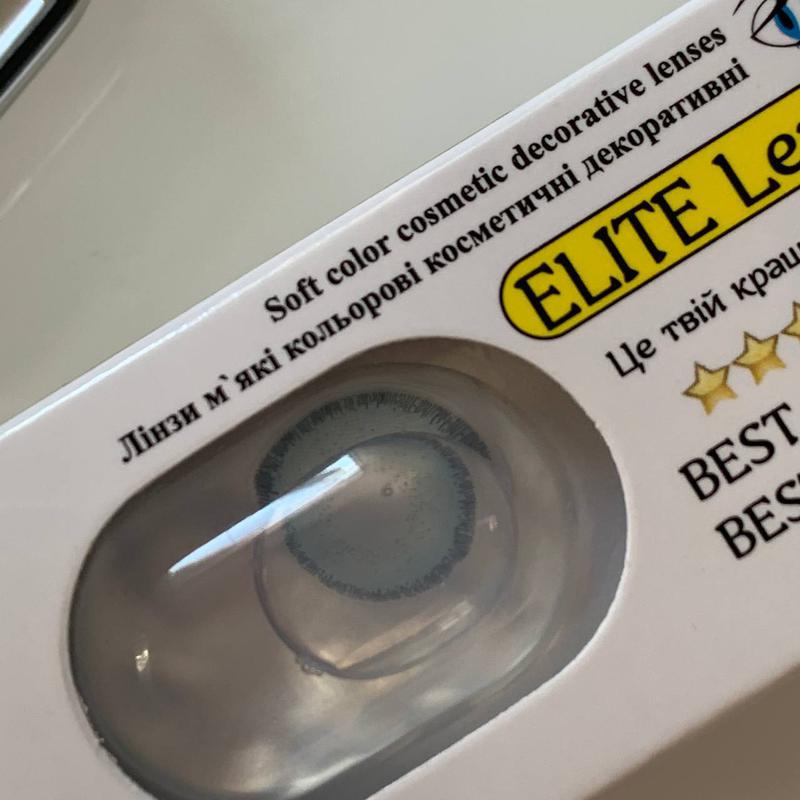 Soft color cosmetic decorative lenses
Лінзи м`які кольорові косметичні декоративні
ELITE
Це твій
BEST